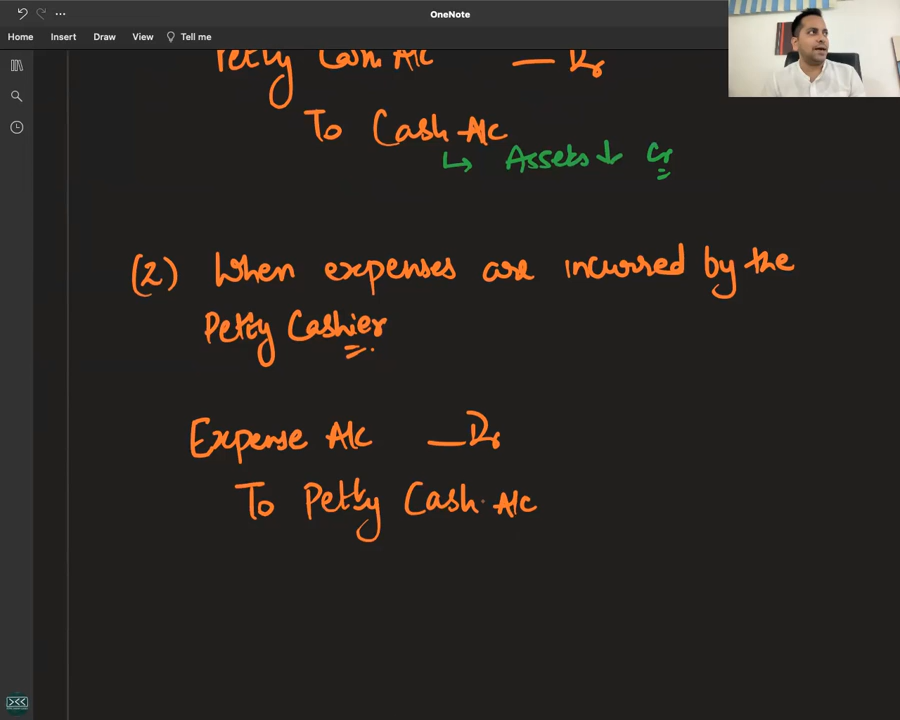 OneNote
Home Insert Draw View Tell me
Petty Cash A/c — Dr
To Cash A/c
↳ Assets ↓ Cr
(2) When expenses are incurred by the
Petty Cashier
Expense A/c — Dr
To Petty Cash A/c